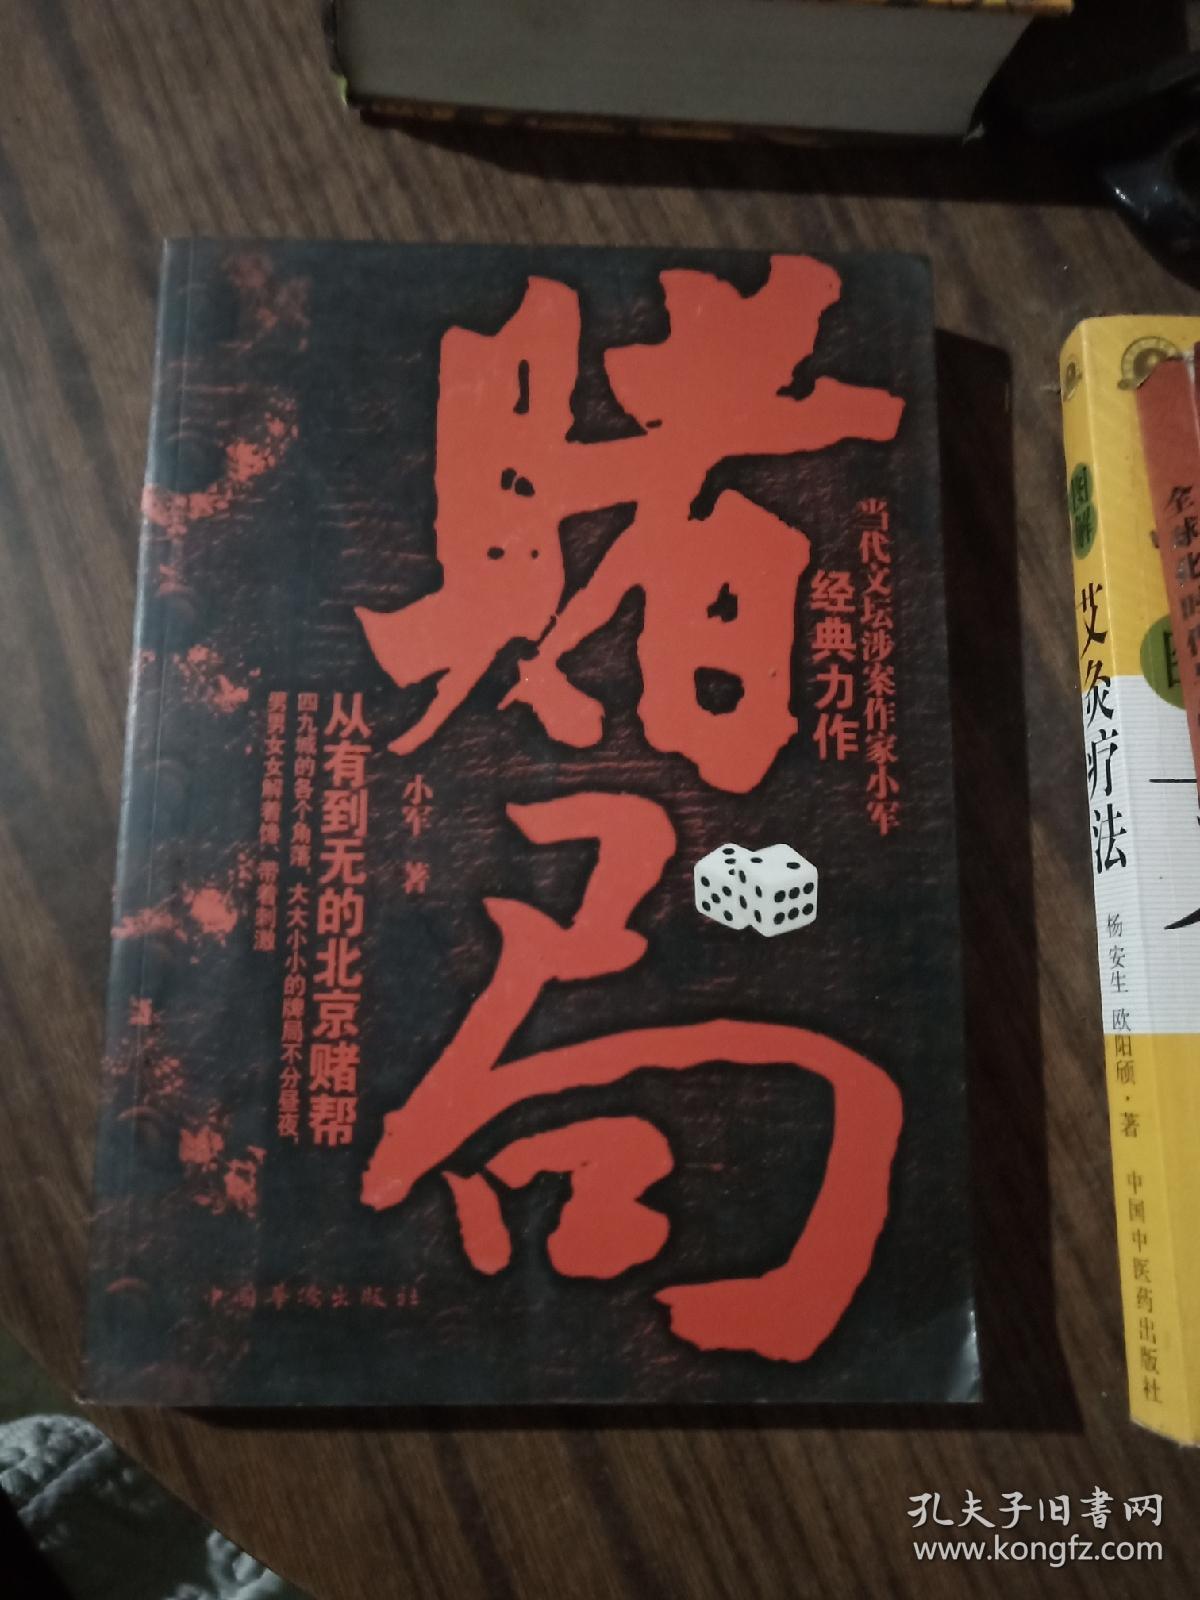 赌局
当代文坛涉案作家小军
经典力作
小军 著
从有到无的北京赌帮
四九城的各个角落,大大小小的牌局不分昼夜,
男男女女解着馋、带着刺激
中国华侨出版社
图解
艾灸疗法
杨安生 欧阳颀·著
中国中医药出版社
孔夫子旧书网
www.kongfz.com